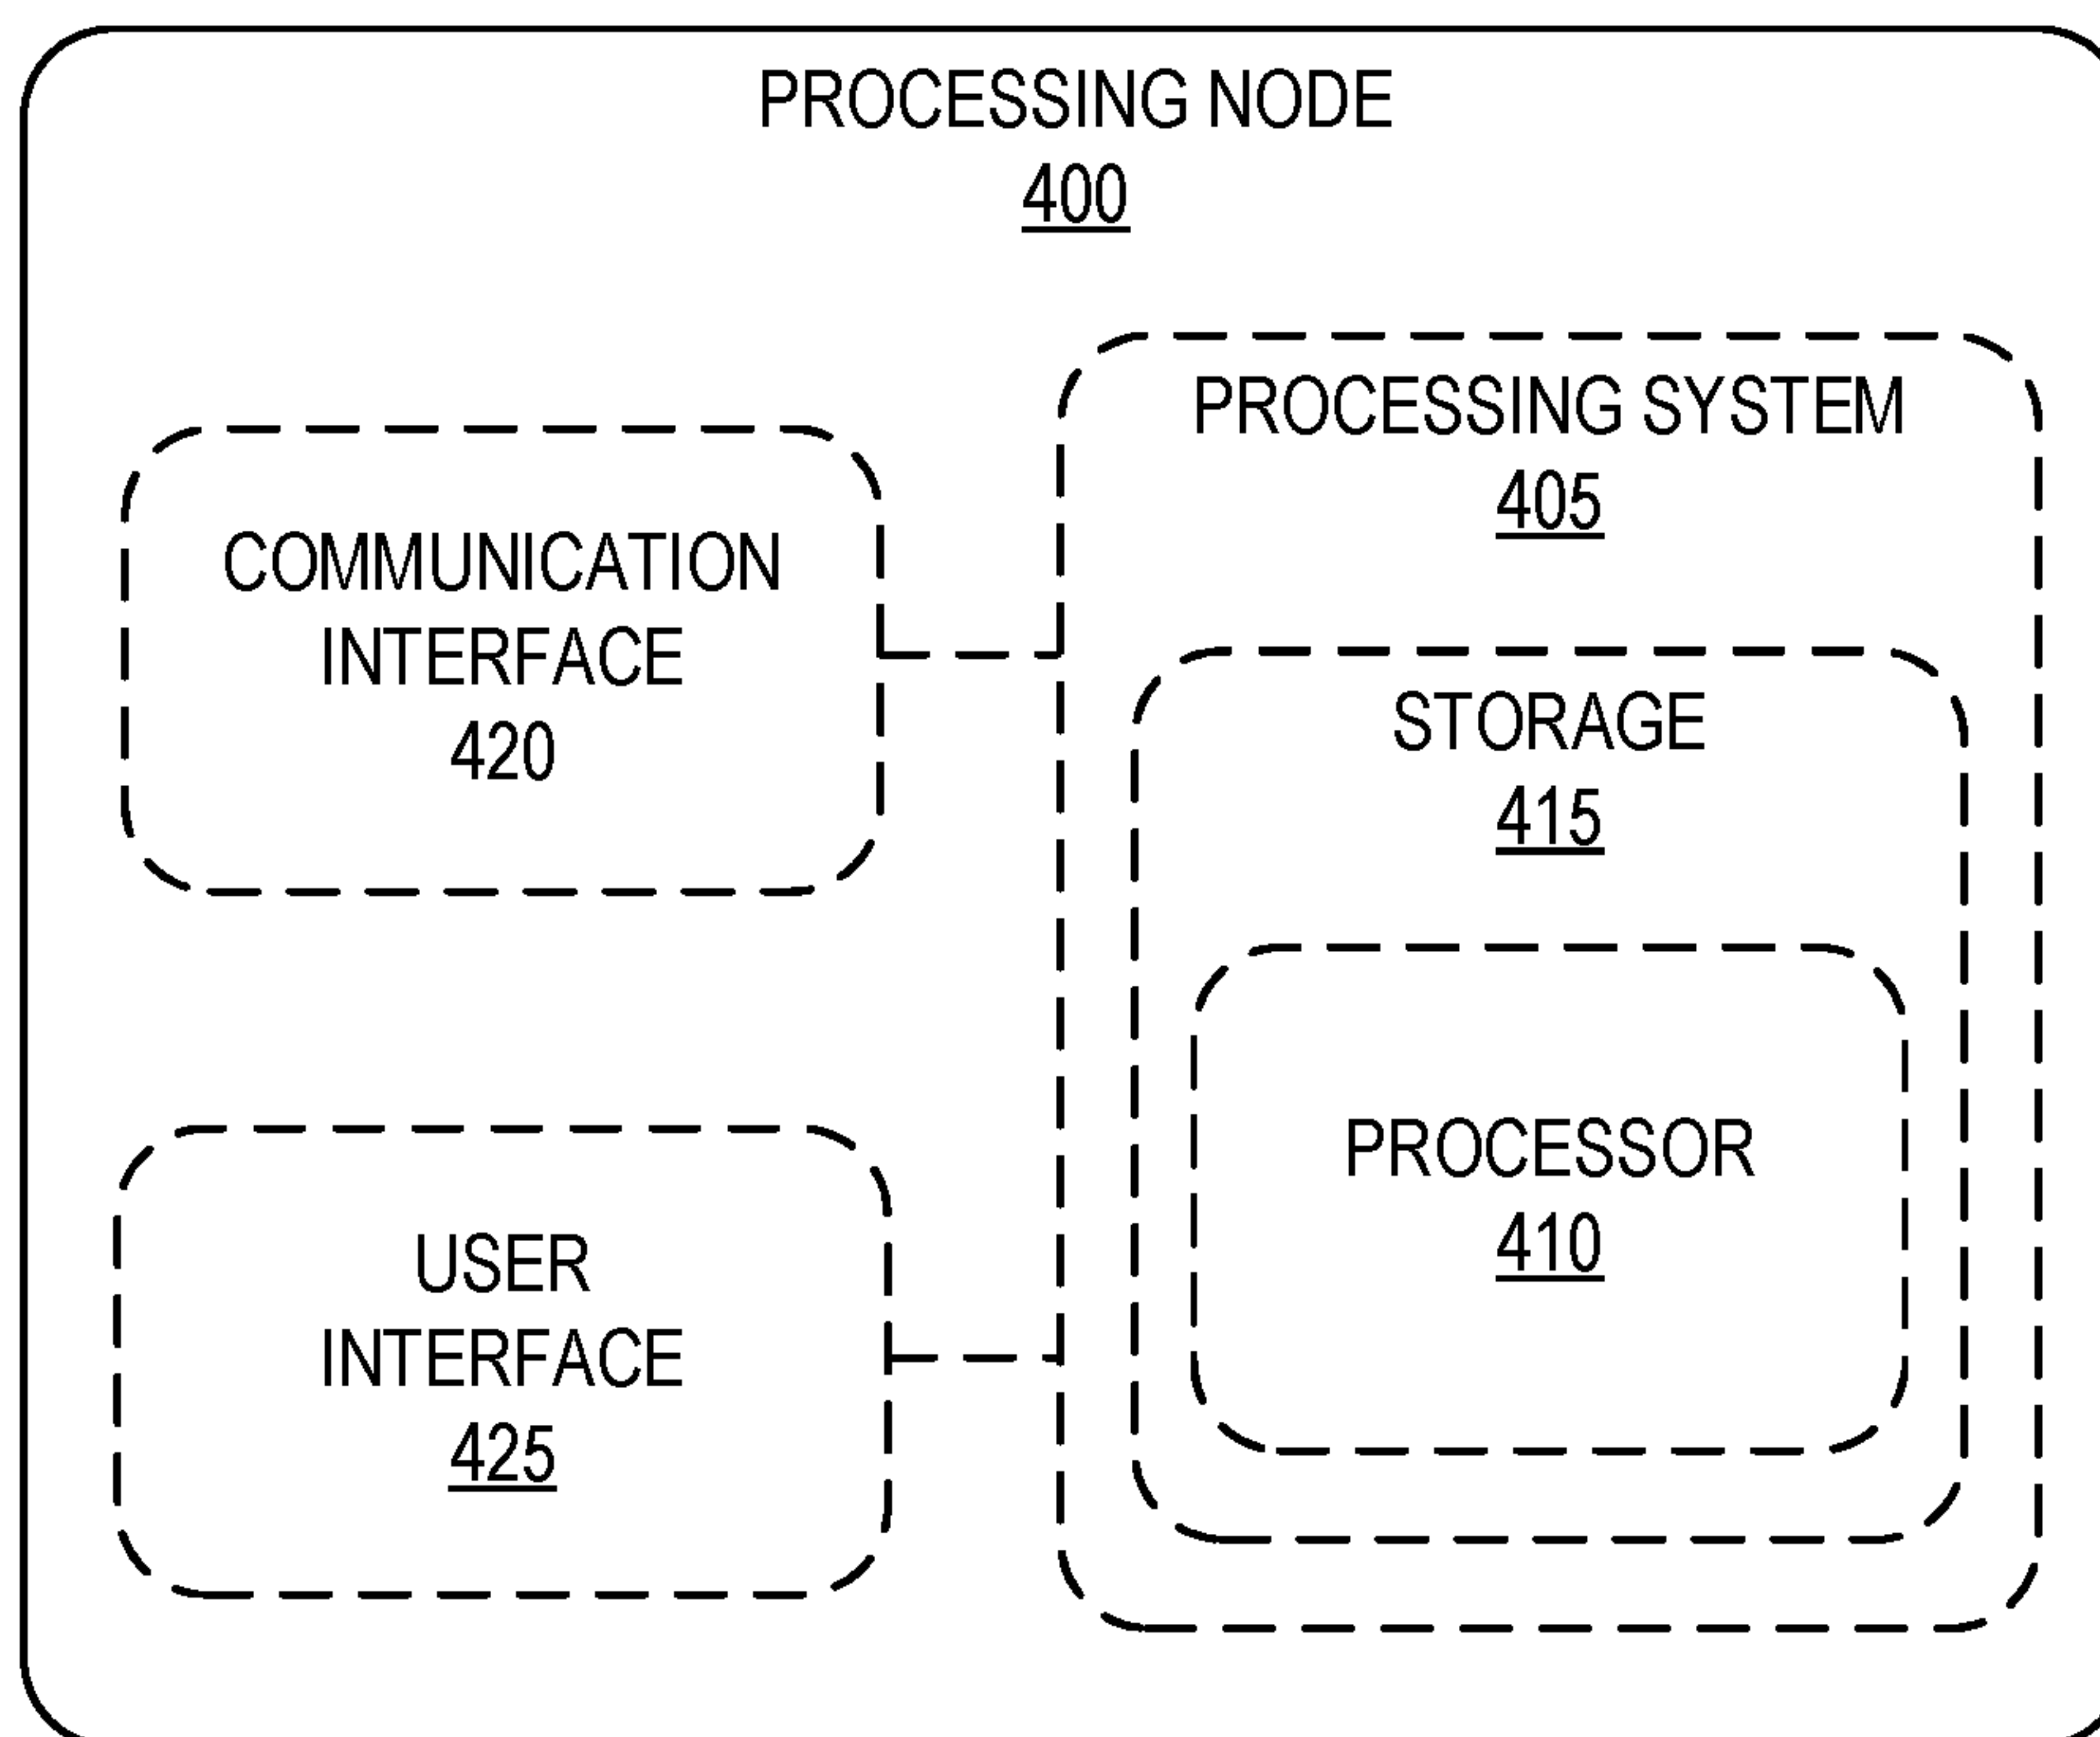 PROCESSING NODE
400
COMMUNICATION
INTERFACE
420
USER
INTERFACE
425
PROCESSING SYSTEM
405
STORAGE
415
PROCESSOR
410